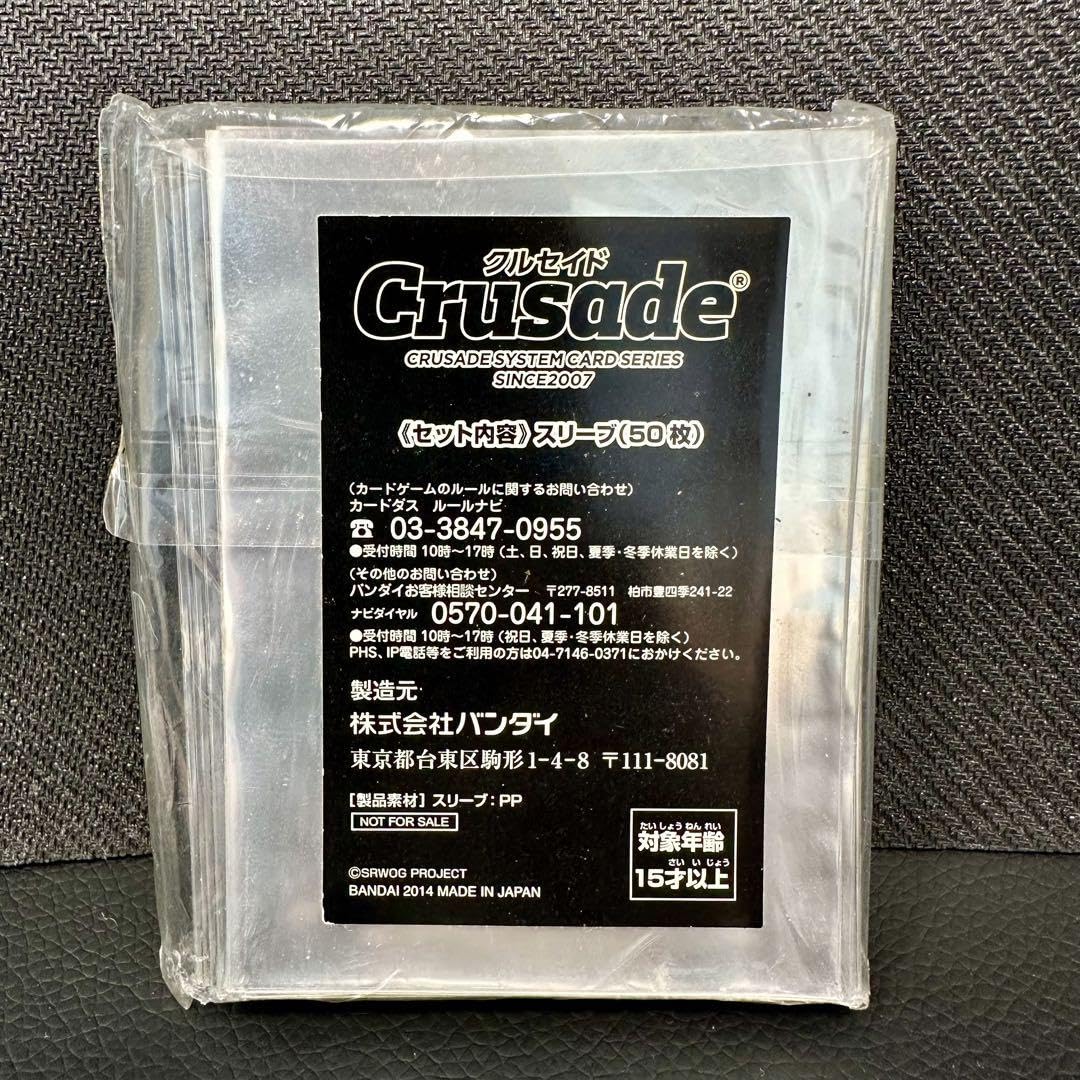 クルセイド
Crusade®
CRUSADE SYSTEM CARD SERIES
SINCE2007
《セット内容》スリーブ(50枚)
(カードゲームのルールに関するお問い合わせ)
カードダス ルールナビ
☎ 03-3847-0955
●受付時間 10時〜17時(土、日、祝日、夏季・冬季休業日を除く)
(その他のお問い合わせ)
バンダイお客様相談センター 〒277-8511 柏市豊四季241-22
ナビダイヤル 0570-041-101
●受付時間 10時〜17時(祝日、夏季・冬季休業日を除く)
PHS、IP電話等をご利用の方は04-7146-0371におかけください。
製造元
株式会社バンダイ
東京都台東区駒形1-4-8 〒111-8081
[製品素材] スリーブ:PP
NOT FOR SALE
たいしょうねんれい
対象年齢
さいいじょう
15才以上
©SRWOG PROJECT
BANDAI 2014 MADE IN JAPAN